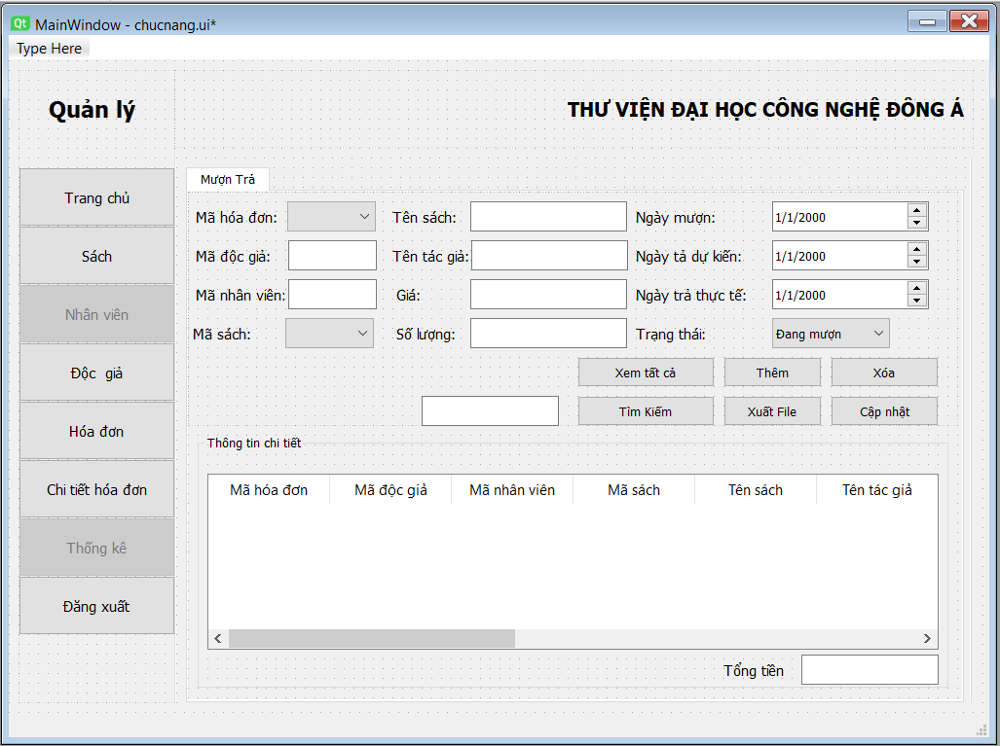 Qt MainWindow - chucnang.ui*
Type Here
Quản lý
THƯ VIỆN ĐẠI HỌC CÔNG NGHỆ ĐÔNG Á
Trang chủ
Sách
Nhân viên
Độc giả
Hóa đơn
Chi tiết hóa đơn
Thống kê
Đăng xuất
Mượn Trả
Mã hóa đơn: Tên sách: Ngày mượn: 1/1/2000
Mã độc giả: Tên tác giả: Ngày tả dự kiến: 1/1/2000
Mã nhân viên: Giá: Ngày trả thực tế: 1/1/2000
Mã sách: Số lượng: Trạng thái: Đang mượn
Xem tất cả Thêm Xóa
Tìm Kiếm Xuất File Cập nhật
Thông tin chi tiết
Mã hóa đơn Mã độc giả Mã nhân viên Mã sách Tên sách Tên tác giả
Tổng tiền